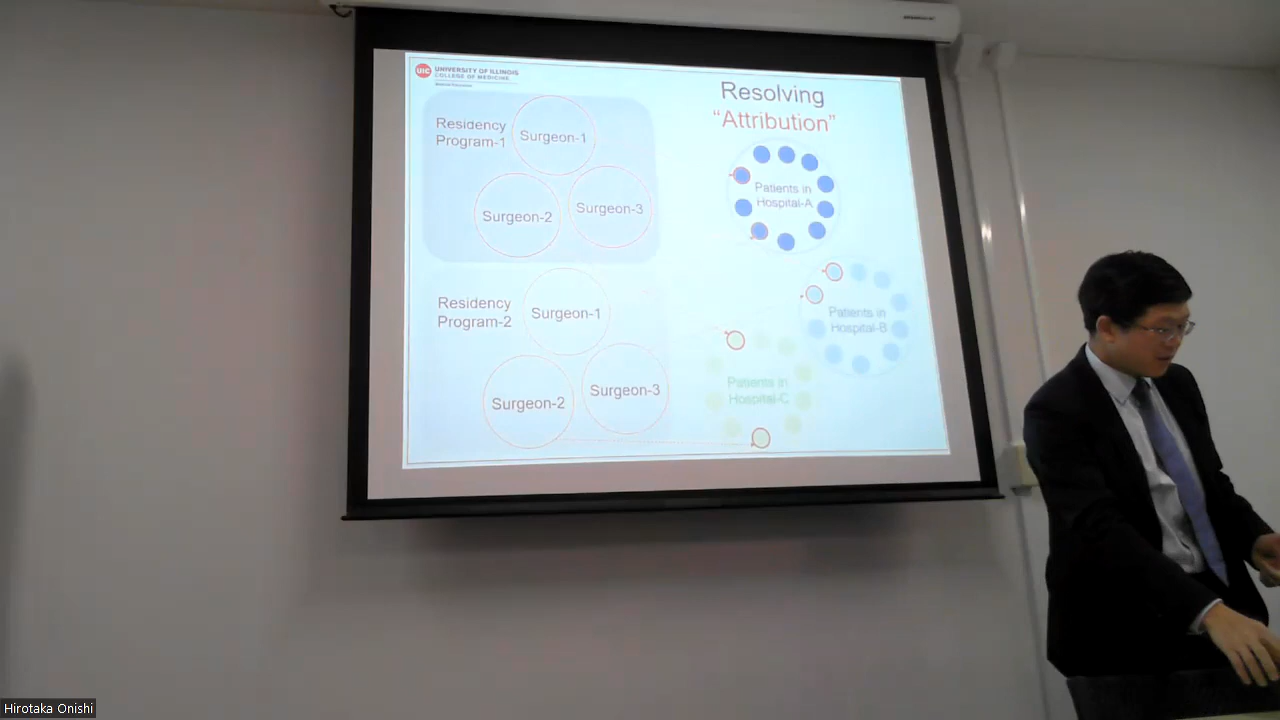 UIC
UNIVERSITY OF ILLINOIS
COLLEGE OF MEDICINE
Resolving
"Attribution"
Residency
Program-1
Surgeon-1
Surgeon-2
Surgeon-3
Patients in
Hospital-A
Residency
Program-2
Surgeon-1
Surgeon-2
Surgeon-3
Patients in
Hospital-B
Patients in
Hospital-C
Hirotaka Onishi